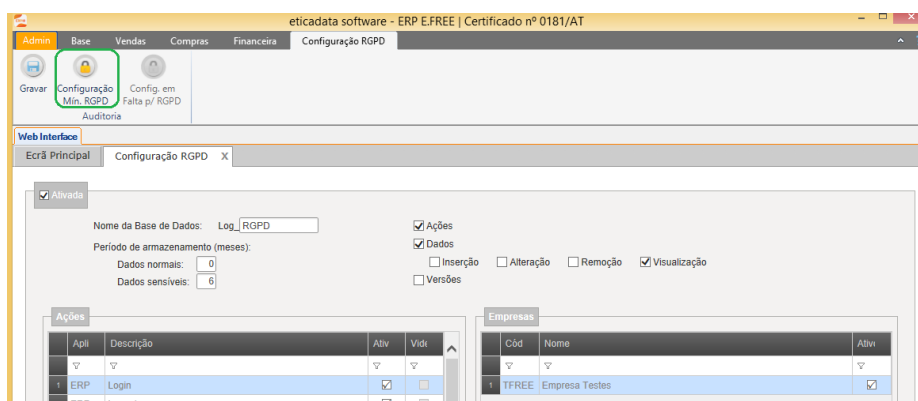 eticadata software - ERP E.FREE | Certificado nº 0181/AT
Admin Base Vendas Compras Financeira Configuração RGPD
Gravar Configuração Mín. RGPD Config. em Falta p/ RGPD
Auditoria
Web Interface
Ecrã Principal Configuração RGPD X
Ativada
Nome da Base de Dados: Log_ RGPD Ações
Período de armazenamento (meses): Dados
Dados normais: 0 Inserção Alteração Remoção Visualização
Dados sensíveis: 6 Versões
Ações Empresas
Apli Descrição Ativ Vide Cód Nome Ativ
1 ERP Login 1 TFREE Empresa Testes